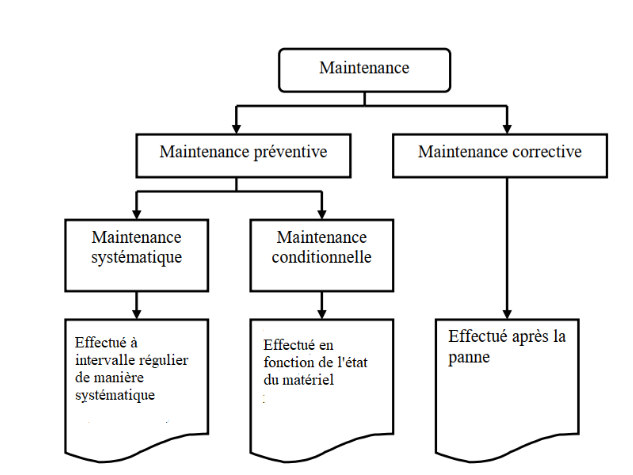 Maintenance
Maintenance préventive
Maintenance corrective
Maintenance
systématique
Maintenance
conditionnelle
Effectué à
intervalle régulier
de manière
systématique
Effectué en
fonction de l'état
du matériel
Effectué après la
panne